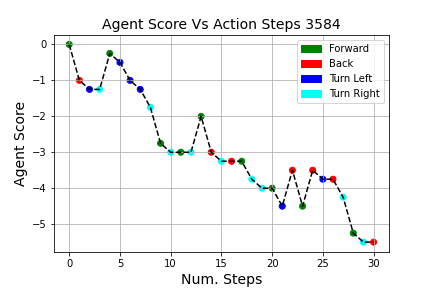 Agent Score Vs Action Steps 3584
Forward
Back
Turn Left
Turn Right
0
−1
−2
−3
−4
−5
Agent Score
0 5 10 15 20 25 30
Num. Steps